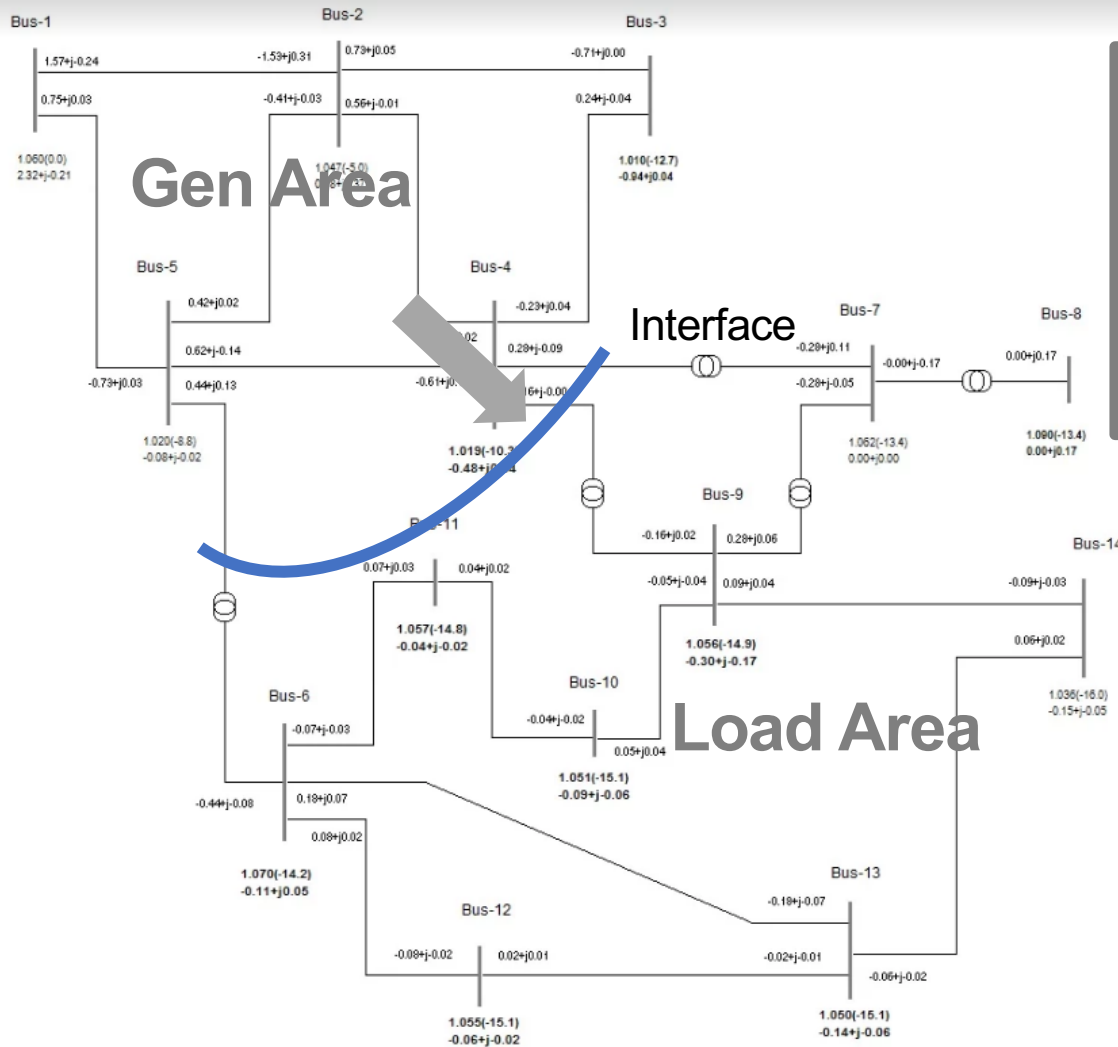 Bus-1
Bus-2
Bus-3
1.57+j-0.24
-1.53+j0.31
0.73+j0.05
-0.71+j0.00
0.75+j0.03
-0.41+j-0.03
0.56+j-0.01
0.24+j-0.04
1.060(0.0)
2.32+j-0.21
1.047(-5.0)
1.010(-12.7)
-0.94+j0.04
Gen Area
Bus-5
Bus-4
0.42+j0.02
-0.23+j0.04
Interface
Bus-7
Bus-8
0.62+j-0.14
0.28+j-0.09
-0.28+j0.11
-0.00+j-0.17
0.00+j0.17
-0.73+j0.03
0.44+j0.13
-0.28+j-0.05
1.020(-8.8)
-0.08+j-0.02
1.062(-13.4)
0.00+j0.00
1.090(-13.4)
0.00+j0.17
Bus-9
Bus-14
-0.16+j0.02
0.28+j0.06
0.07+j0.03
0.04+j0.02
-0.05+j-0.04
0.09+j0.04
-0.09+j-0.03
1.057(-14.8)
-0.04+j-0.02
1.056(-14.9)
-0.30+j-0.17
0.06+j0.02
Bus-6
Bus-10
1.036(-16.0)
-0.15+j-0.05
-0.07+j-0.03
-0.04+j-0.02
0.05+j0.04
Load Area
1.051(-15.1)
-0.09+j-0.06
-0.44+j-0.08
0.18+j0.07
0.08+j0.02
1.070(-14.2)
-0.11+j0.05
Bus-12
Bus-13
-0.18+j-0.07
-0.08+j-0.02
0.02+j0.01
-0.02+j-0.01
-0.06+j-0.02
1.055(-15.1)
-0.06+j-0.02
1.050(-15.1)
-0.14+j-0.06